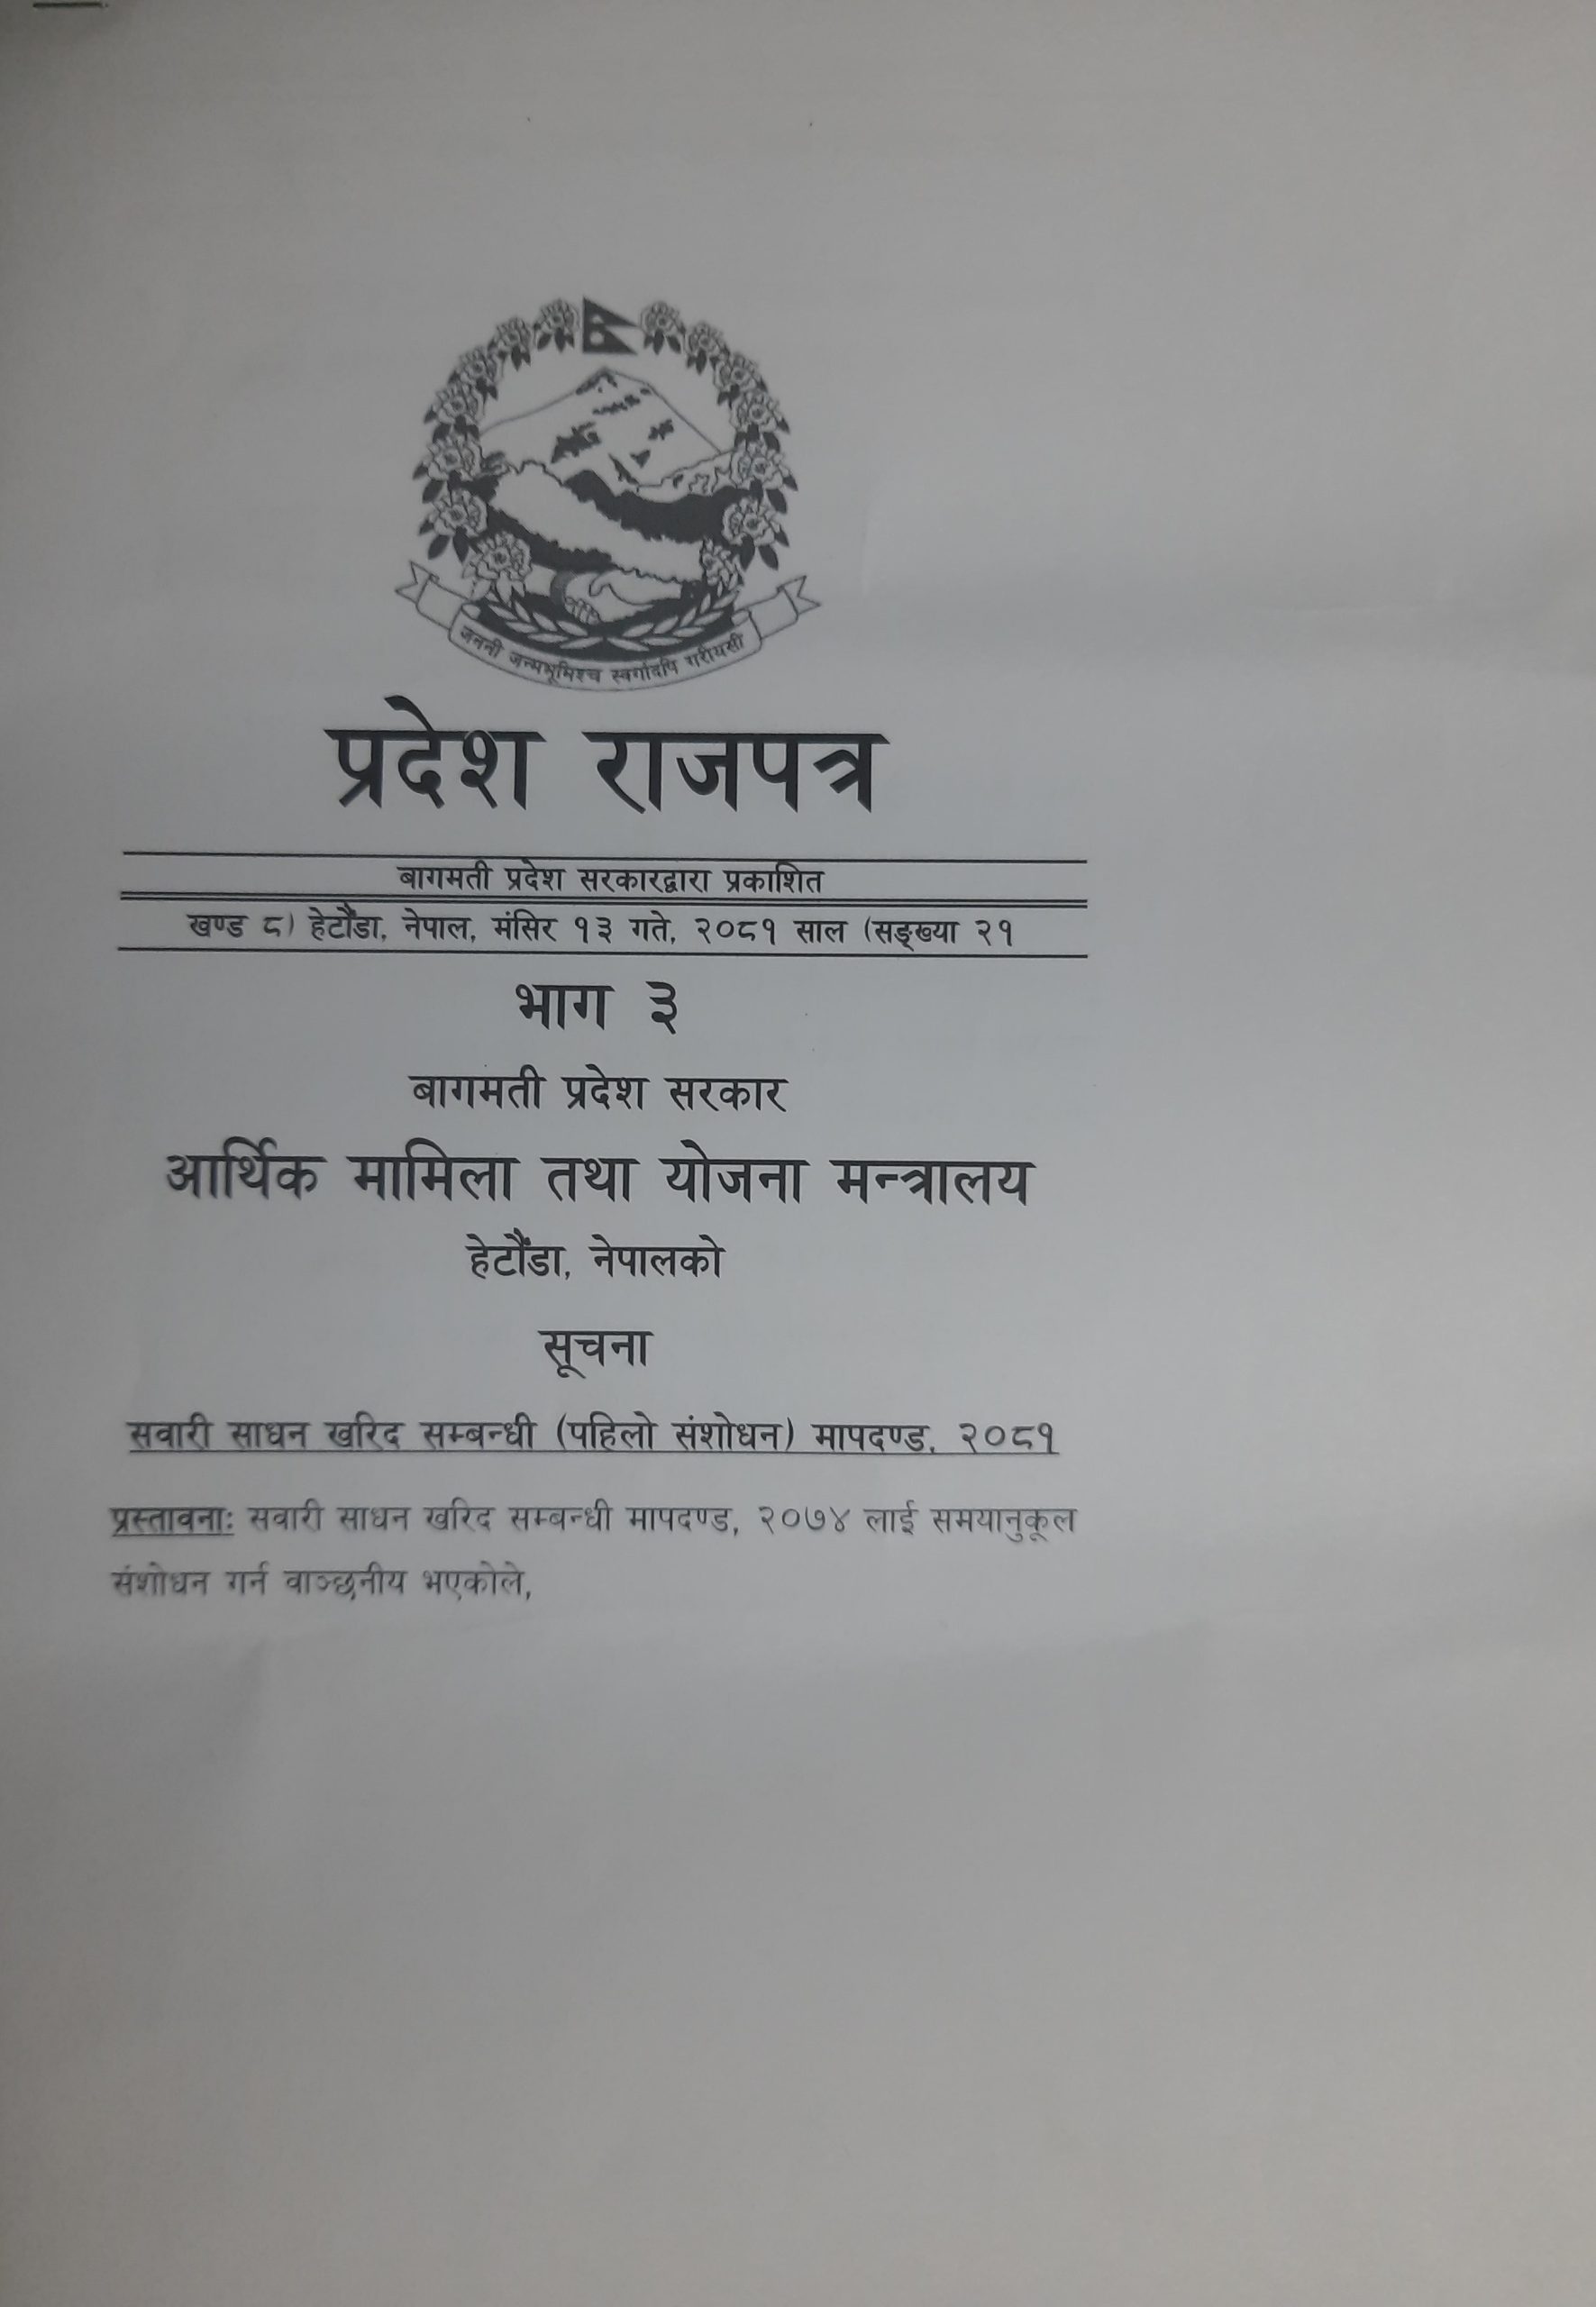 जननी जन्मभूमिश्च स्वर्गादपि गरीयसी
प्रदेश राजपत्र
बागमती प्रदेश सरकारद्वारा प्रकाशित
खण्ड ८) हेटौंडा, नेपाल, मंसिर १३ गते, २०८१ साल (सङ्ख्या २१
भाग ३
बागमती प्रदेश सरकार
आर्थिक मामिला तथा योजना मन्त्रालय
हेटौंडा, नेपालको
सूचना
सवारी साधन खरिद सम्बन्धी (पहिलो संशोधन) मापदण्ड, २०८१
प्रस्तावनाः सवारी साधन खरिद सम्बन्धी मापदण्ड, २०७४ लाई समयानुकूल
संशोधन गर्न वाञ्छनीय भएकोले,